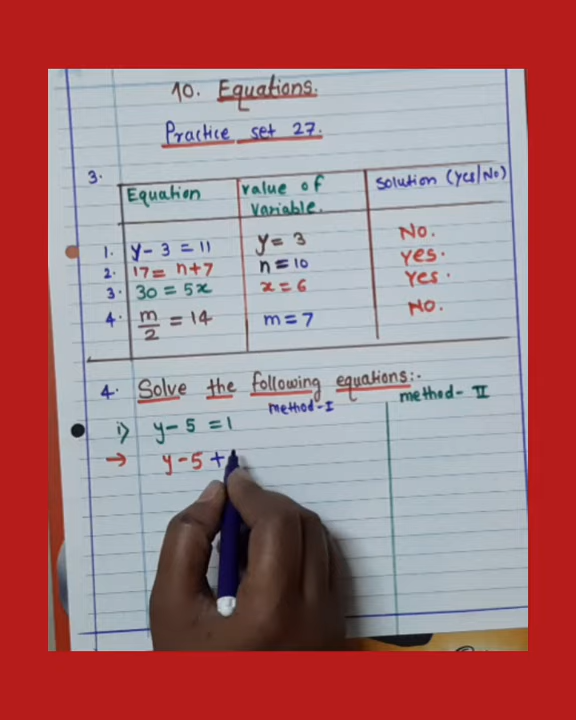 10. Equations.
Practice set 27.
3.
Equation | value of variable. | Solution (Yes/No)
1. y - 3 = 11 | y = 3 | No.
2. 17 = n+7 | n = 10 | yes.
3. 30 = 5x | x = 6 | Yes.
4. m/2 = 14 | m = 7 | No.
4. Solve the following equations:-
method-I
method- II
i) y - 5 = 1
→ y - 5 +